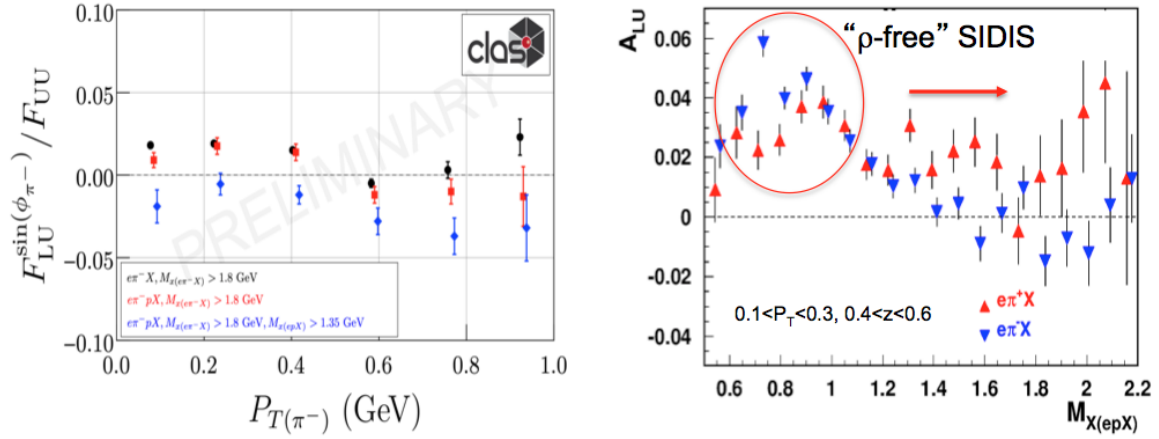 0.10
0.05
0.00
−0.05
−0.10
0.0
0.2
0.4
0.6
0.8
1.0
F_LU^sin(φ_π−)/F_UU
P_T(π−) (GeV)
clas
PRELIMINARY
eπ−X, M_x(eπ−X) > 1.8 GeV
eπ−pX, M_x(eπ−X) > 1.8 GeV
eπ−pX, M_x(eπ−X) > 1.8 GeV, M_x(epX) > 1.35 GeV
A_LU
0.06
0.04
0.02
0
-0.02
-0.04
“ρ-free” SIDIS
0.1<P_T<0.3, 0.4<z<0.6
eπ+X
eπ-X
0.6
0.8
1
1.2
1.4
1.6
1.8
2
2.2
M_X(epX)